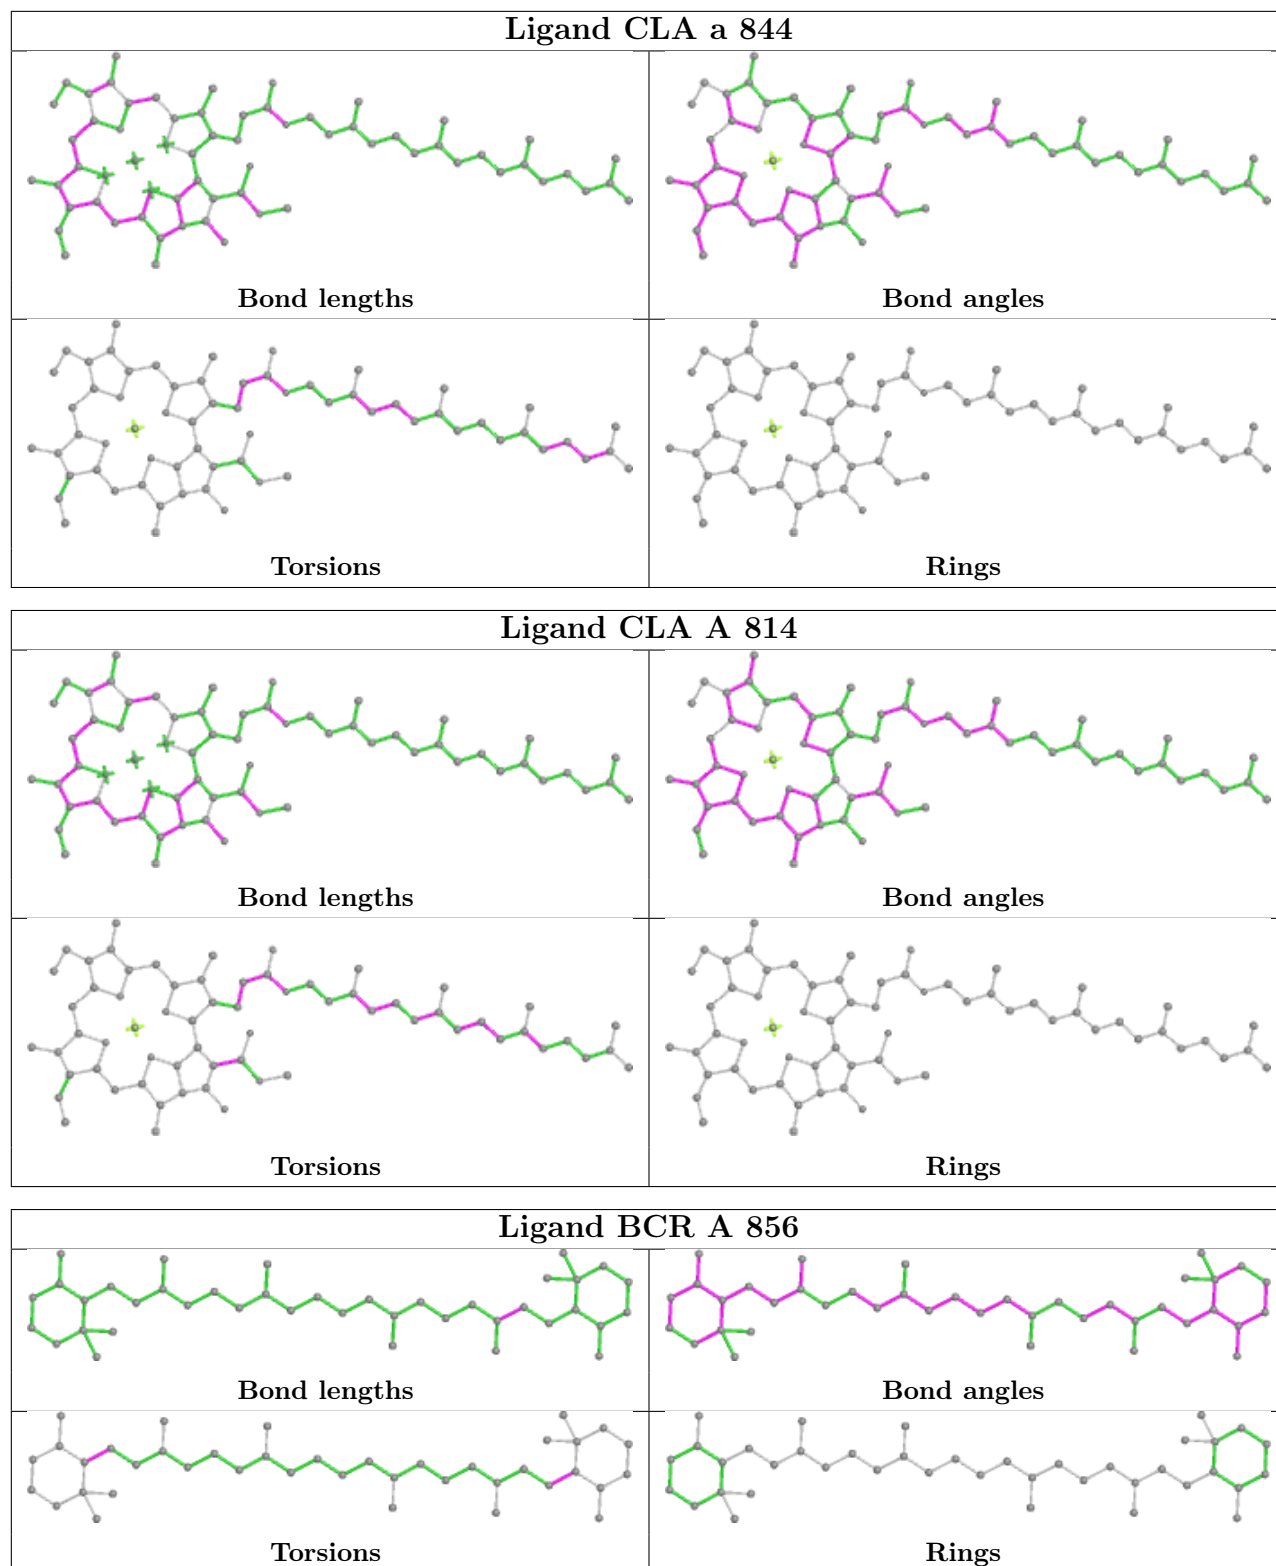 Ligand CLA a 844
Bond lengths
Bond angles
Torsions
Rings
Ligand CLA A 814
Bond lengths
Bond angles
Torsions
Rings
Ligand BCR A 856
Bond lengths
Bond angles
Torsions
Rings